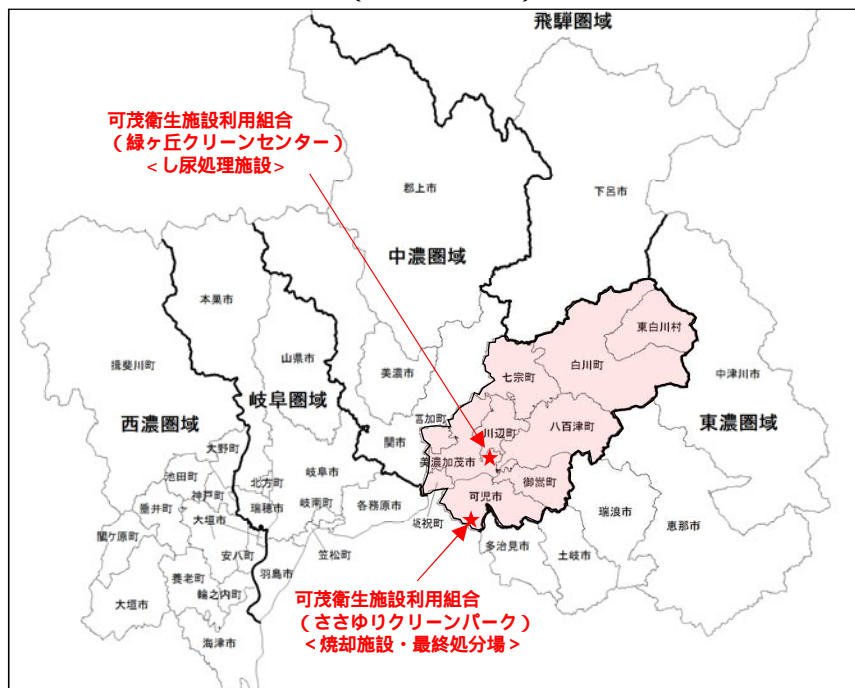 飛騨圏域
可茂衛生施設利用組合
（緑ヶ丘クリーンセンター）
＜し尿処理施設＞
郡上市
下呂市
中濃圏域
本巣市
東白川村
山県市
白川町
揖斐川町
美濃市
七宗町
中津川市
岐阜圏域
西濃圏域
富加町
川辺町
八百津町
東濃圏域
関市
大野町
美濃加茂市
岐阜市
池田町
北方町
御嵩町
神戸町
可児市
垂井町
瑞穂市
岐南町
各務原市
瑞浪市
大垣市
坂祝町
恵那市
関ケ原町
安八町
笠松町
多治見市
土岐市
養老町
羽島市
輪之内町
大垣市
可茂衛生施設利用組合
（ささゆりクリーンパーク）
＜焼却施設・最終処分場＞
海津市